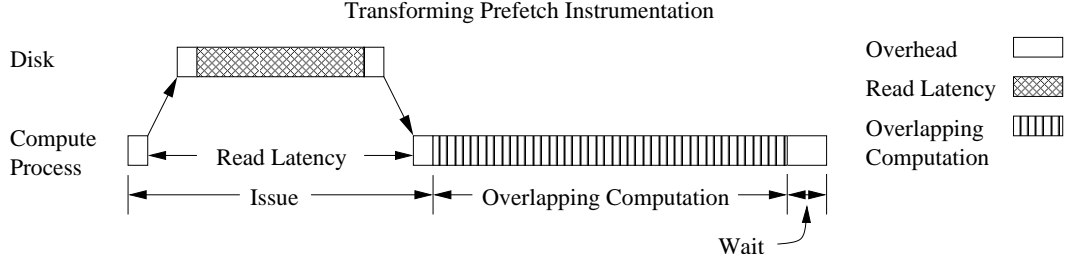 Transforming Prefetch Instrumentation
Disk
Overhead
Read Latency
Compute
Process
Read Latency
Overlapping
Computation
Issue
Overlapping Computation
Wait